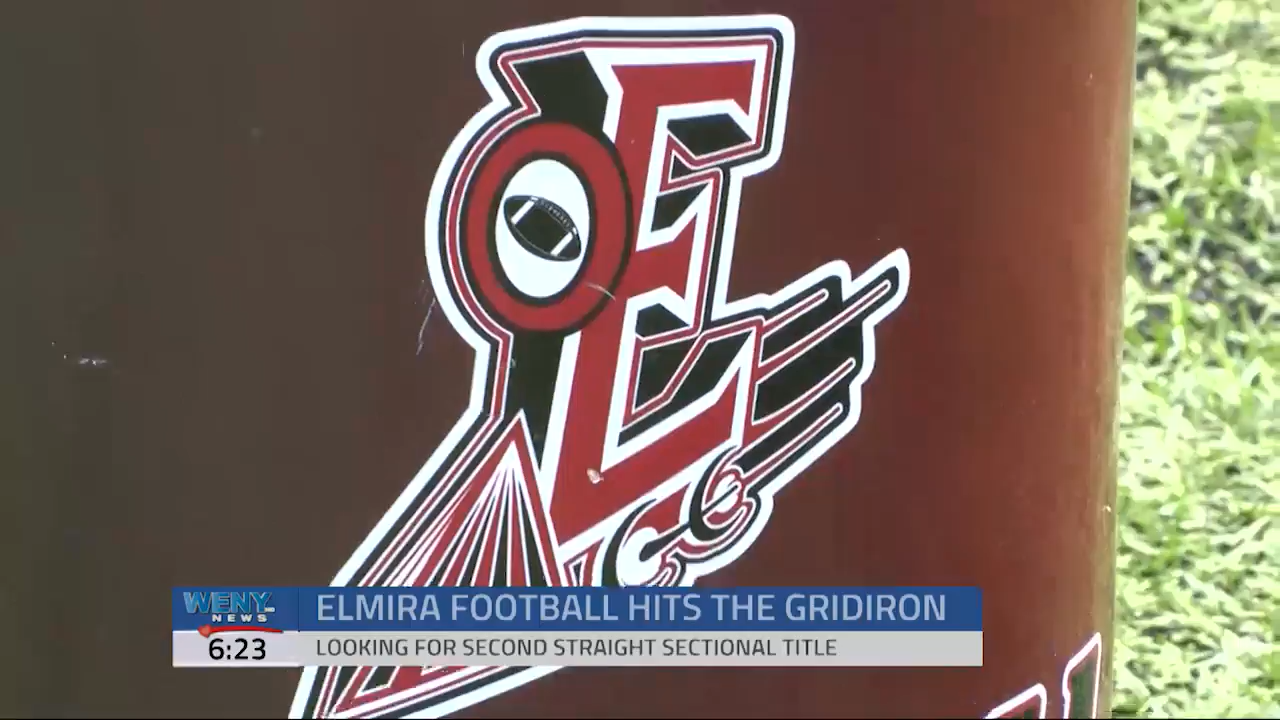 E
WENY
NEWS
6:23
ELMIRA FOOTBALL HITS THE GRIDIRON
LOOKING FOR SECOND STRAIGHT SECTIONAL TITLE